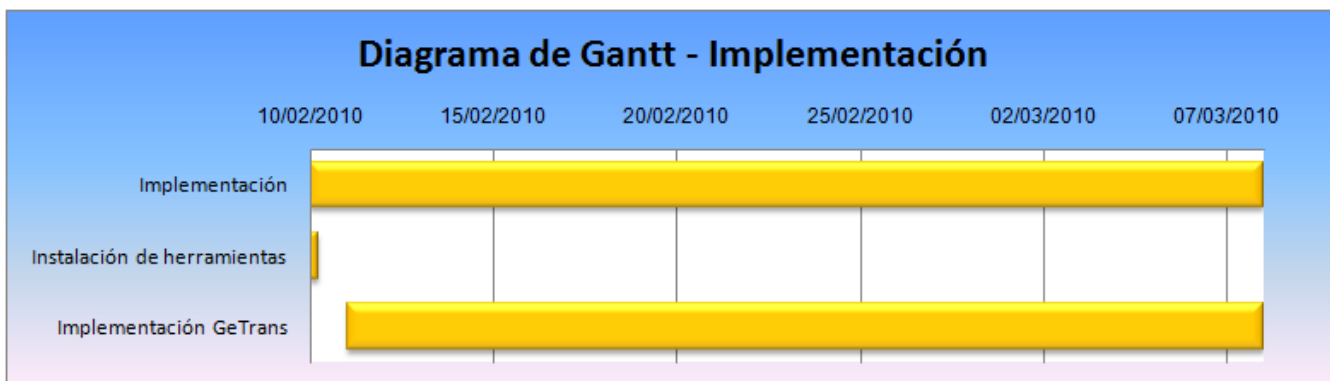 Diagrama de Gantt - Implementación
10/02/2010 15/02/2010 20/02/2010 25/02/2010 02/03/2010 07/03/2010
Implementación
Instalación de herramientas
Implementación GeTrans